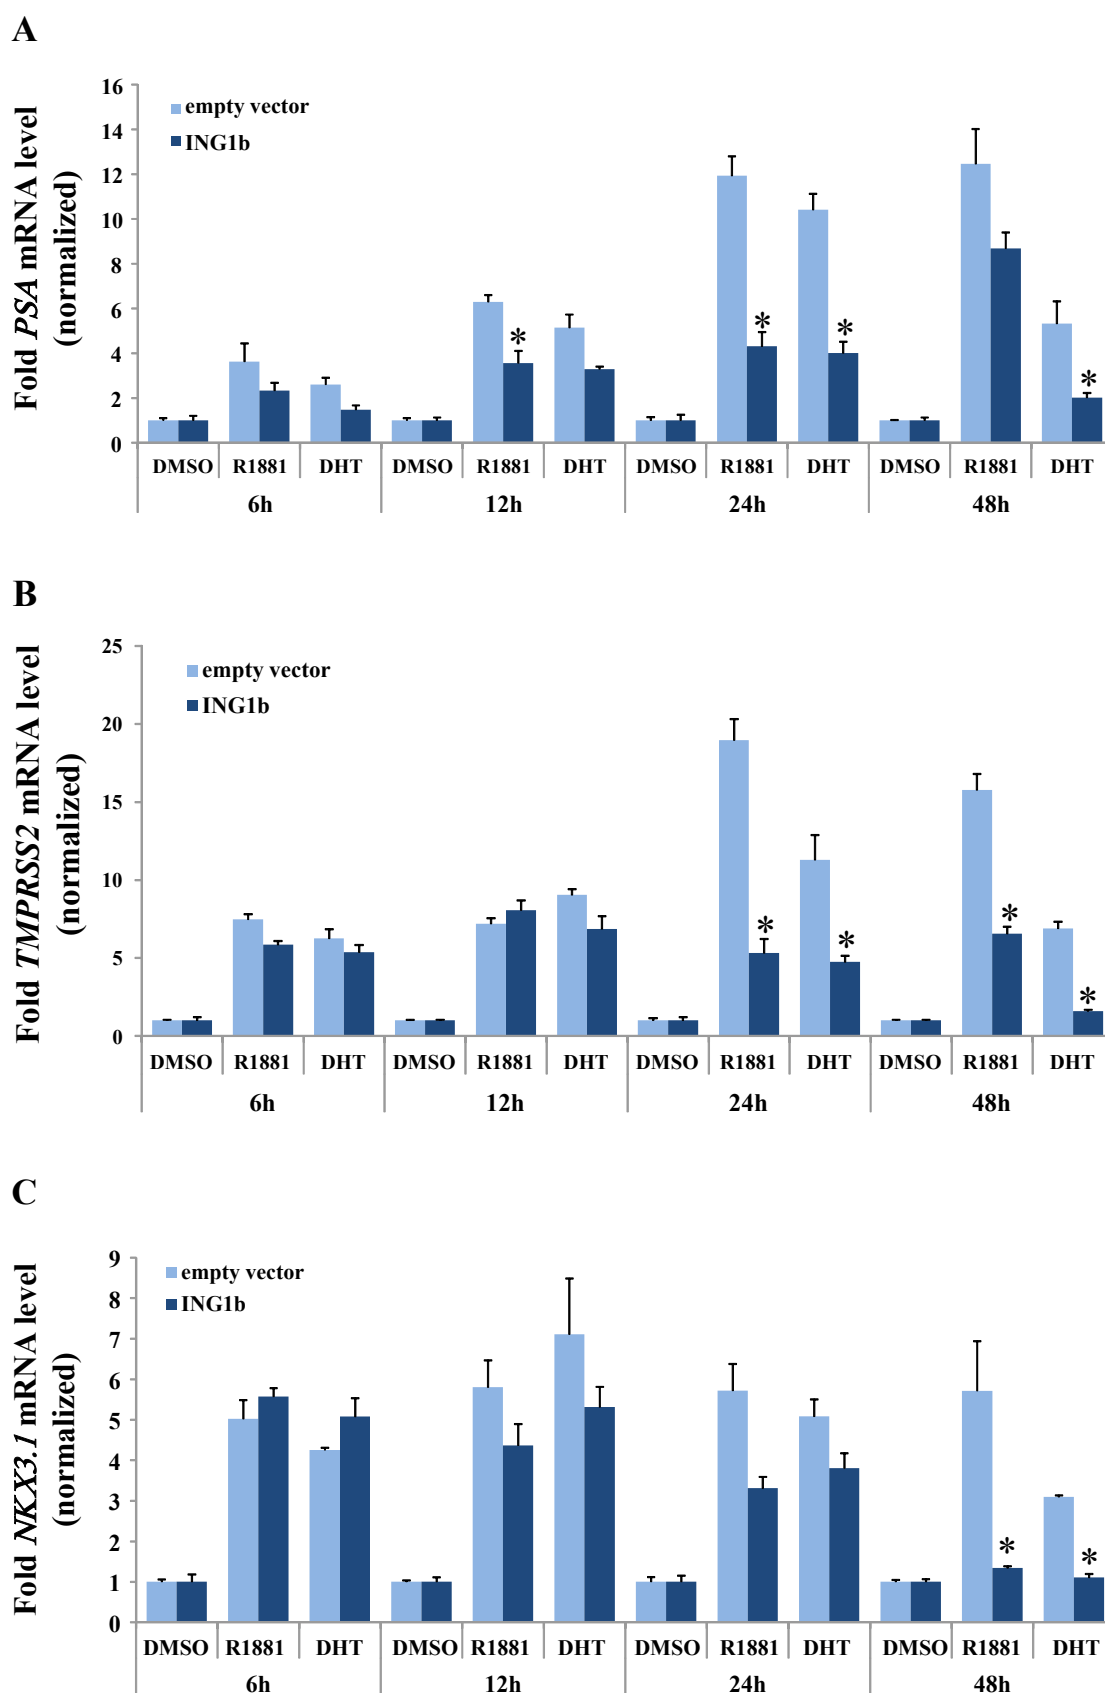 A
Fold PSA mRNA level
(normalized)
16
14
12
10
8
6
4
2
0
empty vector
ING1b
*
*
*
*
DMSO R1881 DHT DMSO R1881 DHT DMSO R1881 DHT DMSO R1881 DHT
6h 12h 24h 48h
B
Fold TMPRSS2 mRNA level
(normalized)
25
20
15
10
5
0
empty vector
ING1b
*
*
*
*
DMSO R1881 DHT DMSO R1881 DHT DMSO R1881 DHT DMSO R1881 DHT
6h 12h 24h 48h
C
Fold NKX3.1 mRNA level
(normalized)
9
8
7
6
5
4
3
2
1
0
empty vector
ING1b
*
*
DMSO R1881 DHT DMSO R1881 DHT DMSO R1881 DHT DMSO R1881 DHT
6h 12h 24h 48h